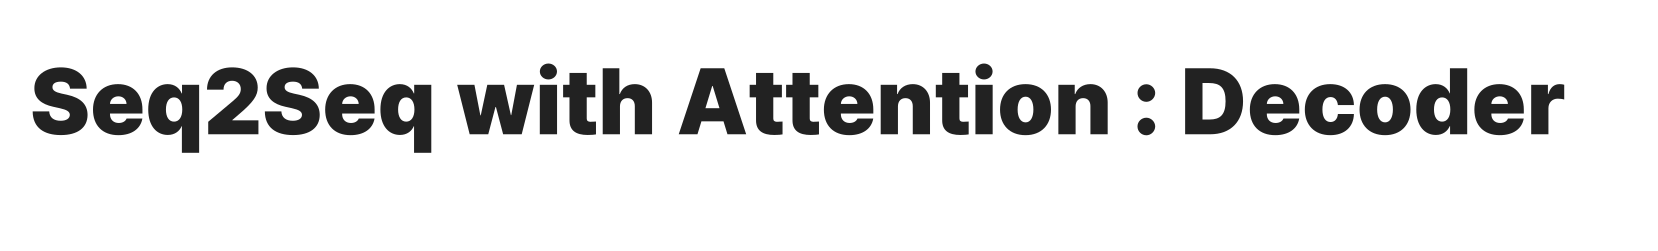 Seq2Seq with Attention : Decoder